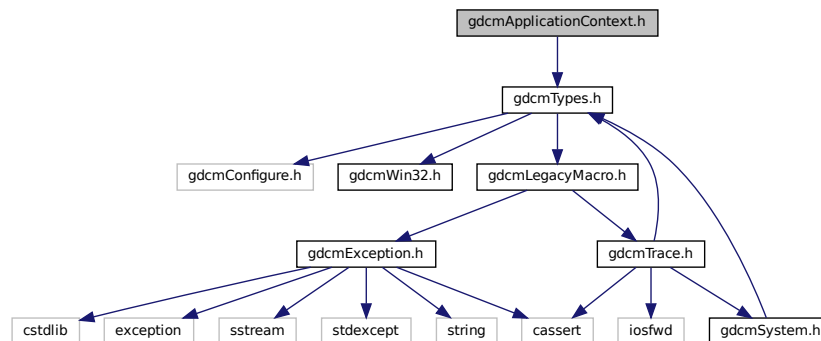 gdcmApplicationContext.h
gdcmTypes.h
gdcmConfigure.h
gdcmWin32.h
gdcmLegacyMacro.h
gdcmException.h
gdcmTrace.h
cstdlib
exception
sstream
stdexcept
string
cassert
iosfwd
gdcmSystem.h